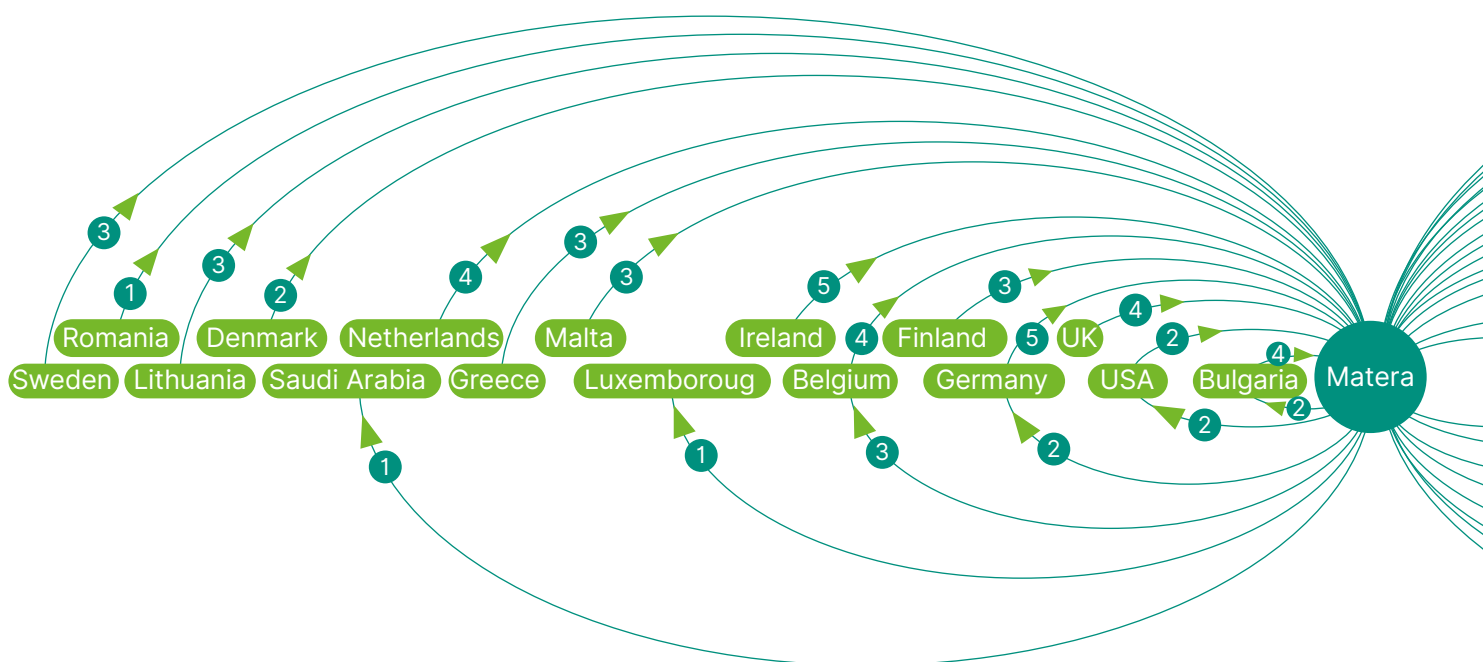 3
3
3
4
1
2
3
5
3
4
2
5
4
4
Romania
Denmark
Netherlands
Malta
Ireland
Finland
UK
Sweden
Lithuania
Saudi Arabia
Greece
Luxemboroug
Belgium
Germany
USA
Bulgaria
Matera
2
2
2
3
1
1